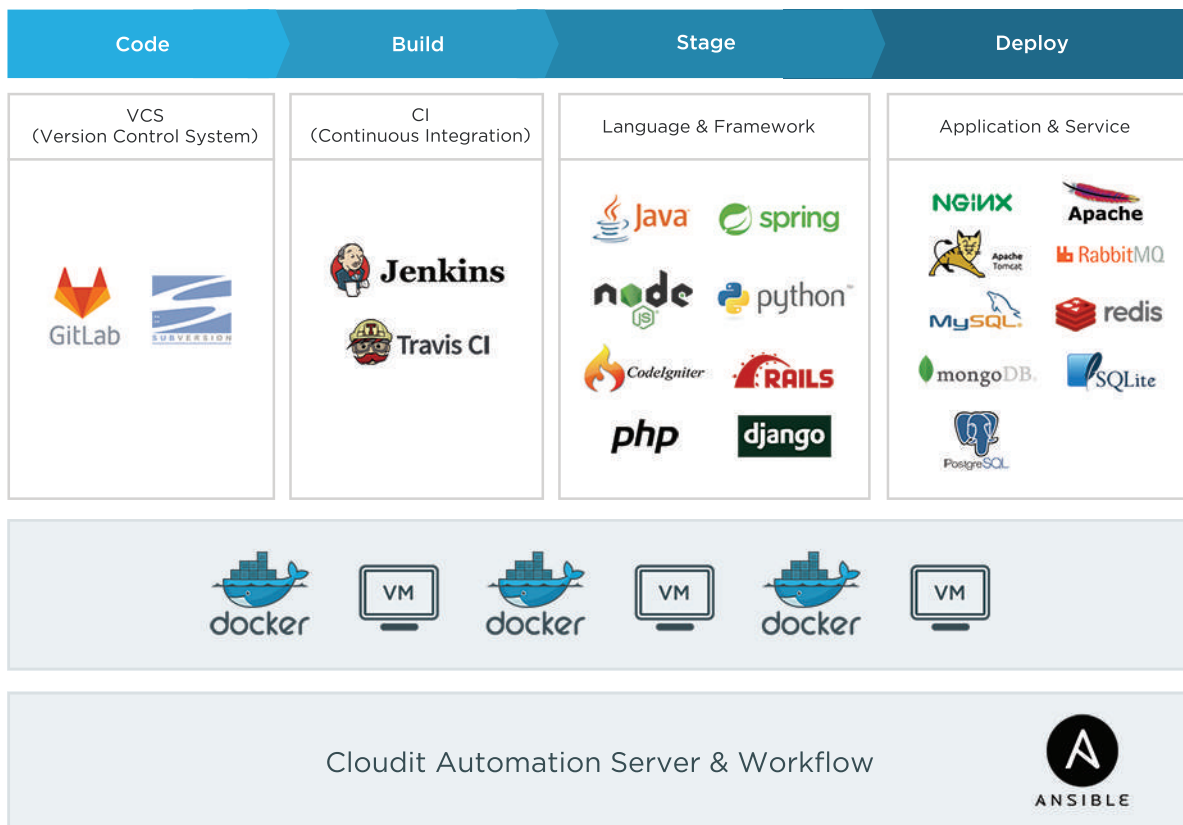 Code
Build
Stage
Deploy
VCS
(Version Control System)
CI
(Continuous Integration)
Language & Framework
Application & Service
GitLab
SUBVERSION
Jenkins
T
Travis CI
Java
spring
node
JS
python™
CodeIgniter
RAILS
php
django
NGINX
Apache
Apache
Tomcat
RabbitMQ
MySQL®
redis
mongoDB®
SQLite
PostgreSQL
docker
VM
docker
VM
docker
VM
Cloudit Automation Server & Workflow
A
ANSIBLE